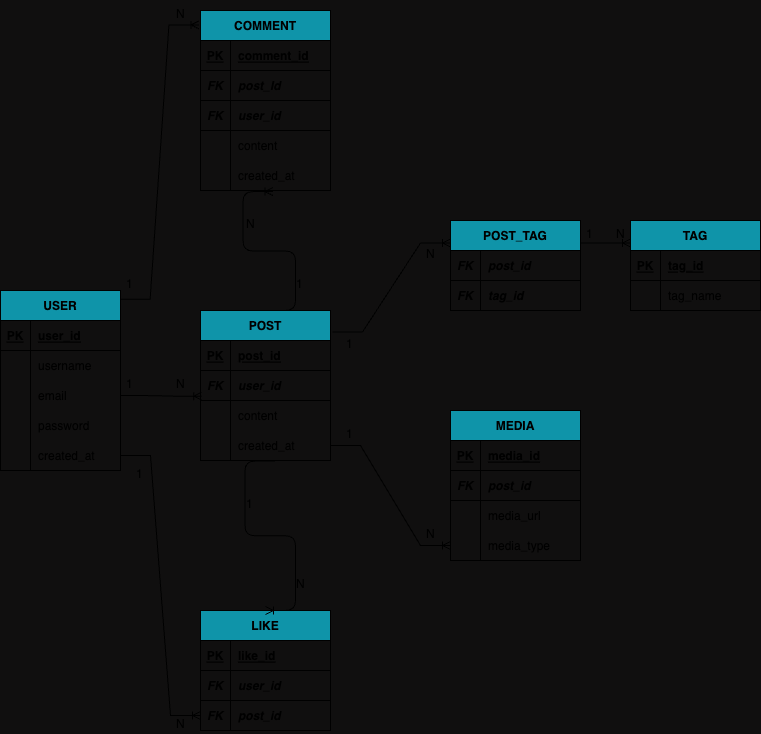 N
COMMENT
PK comment_id
FK post_id
FK user_id
content
created_at
N
1
1
USER
PK user_id
username
email
password
created_at
1
N
1
POST
PK post_id
FK user_id
content
created_at
1
N
POST_TAG
FK post_id
FK tag_id
1
N
TAG
PK tag_id
tag_name
1
N
MEDIA
PK media_id
FK post_id
media_url
media_type
1
N
LIKE
PK like_id
FK user_id
FK post_id
N